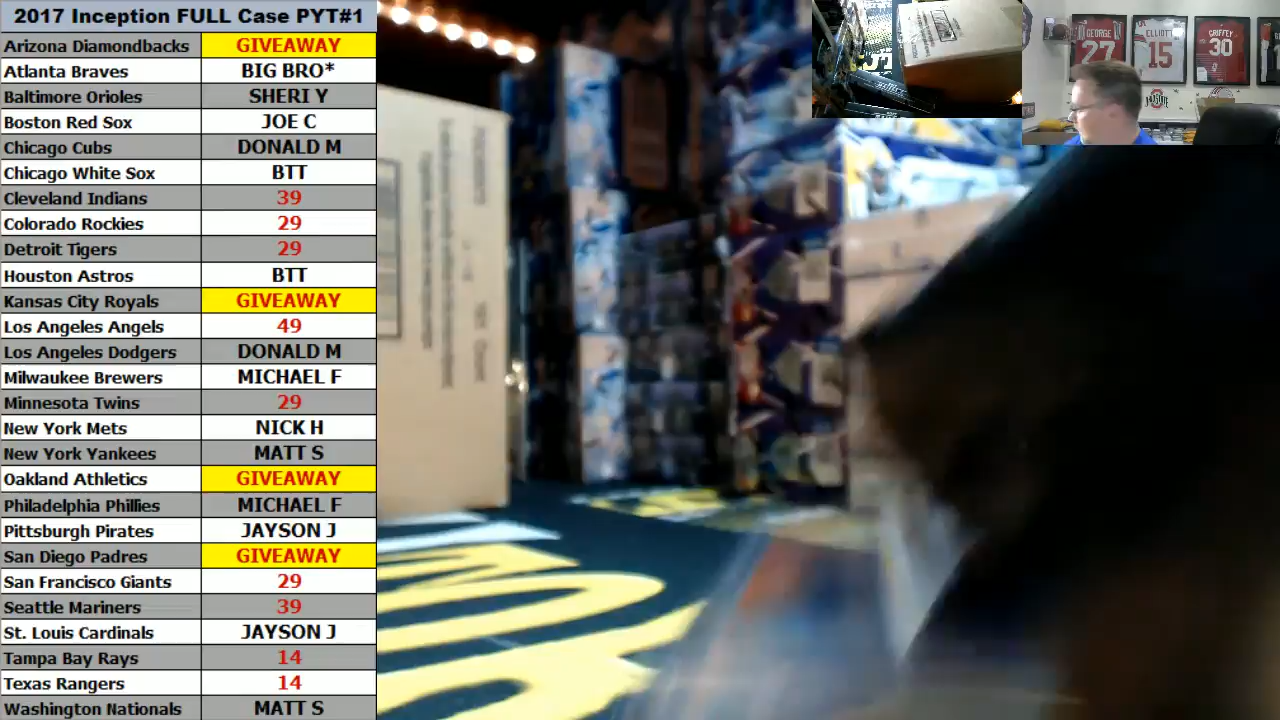 2017 Inception FULL Case PYT#1
Arizona Diamondbacks GIVEAWAY
Atlanta Braves BIG BRO*
Baltimore Orioles SHERI Y
Boston Red Sox JOE C
Chicago Cubs DONALD M
Chicago White Sox BTT
Cleveland Indians 39
Colorado Rockies 29
Detroit Tigers 29
Houston Astros BTT
Kansas City Royals GIVEAWAY
Los Angeles Angels 49
Los Angeles Dodgers DONALD M
Milwaukee Brewers MICHAEL F
Minnesota Twins 29
New York Mets NICK H
New York Yankees MATT S
Oakland Athletics GIVEAWAY
Philadelphia Phillies MICHAEL F
Pittsburgh Pirates JAYSON J
San Diego Padres GIVEAWAY
San Francisco Giants 29
Seattle Mariners 39
St. Louis Cardinals JAYSON J
Tampa Bay Rays 14
Texas Rangers 14
Washington Nationals MATT S
GEORGE 27
ELLIOTT 15
GRIFFEY 30